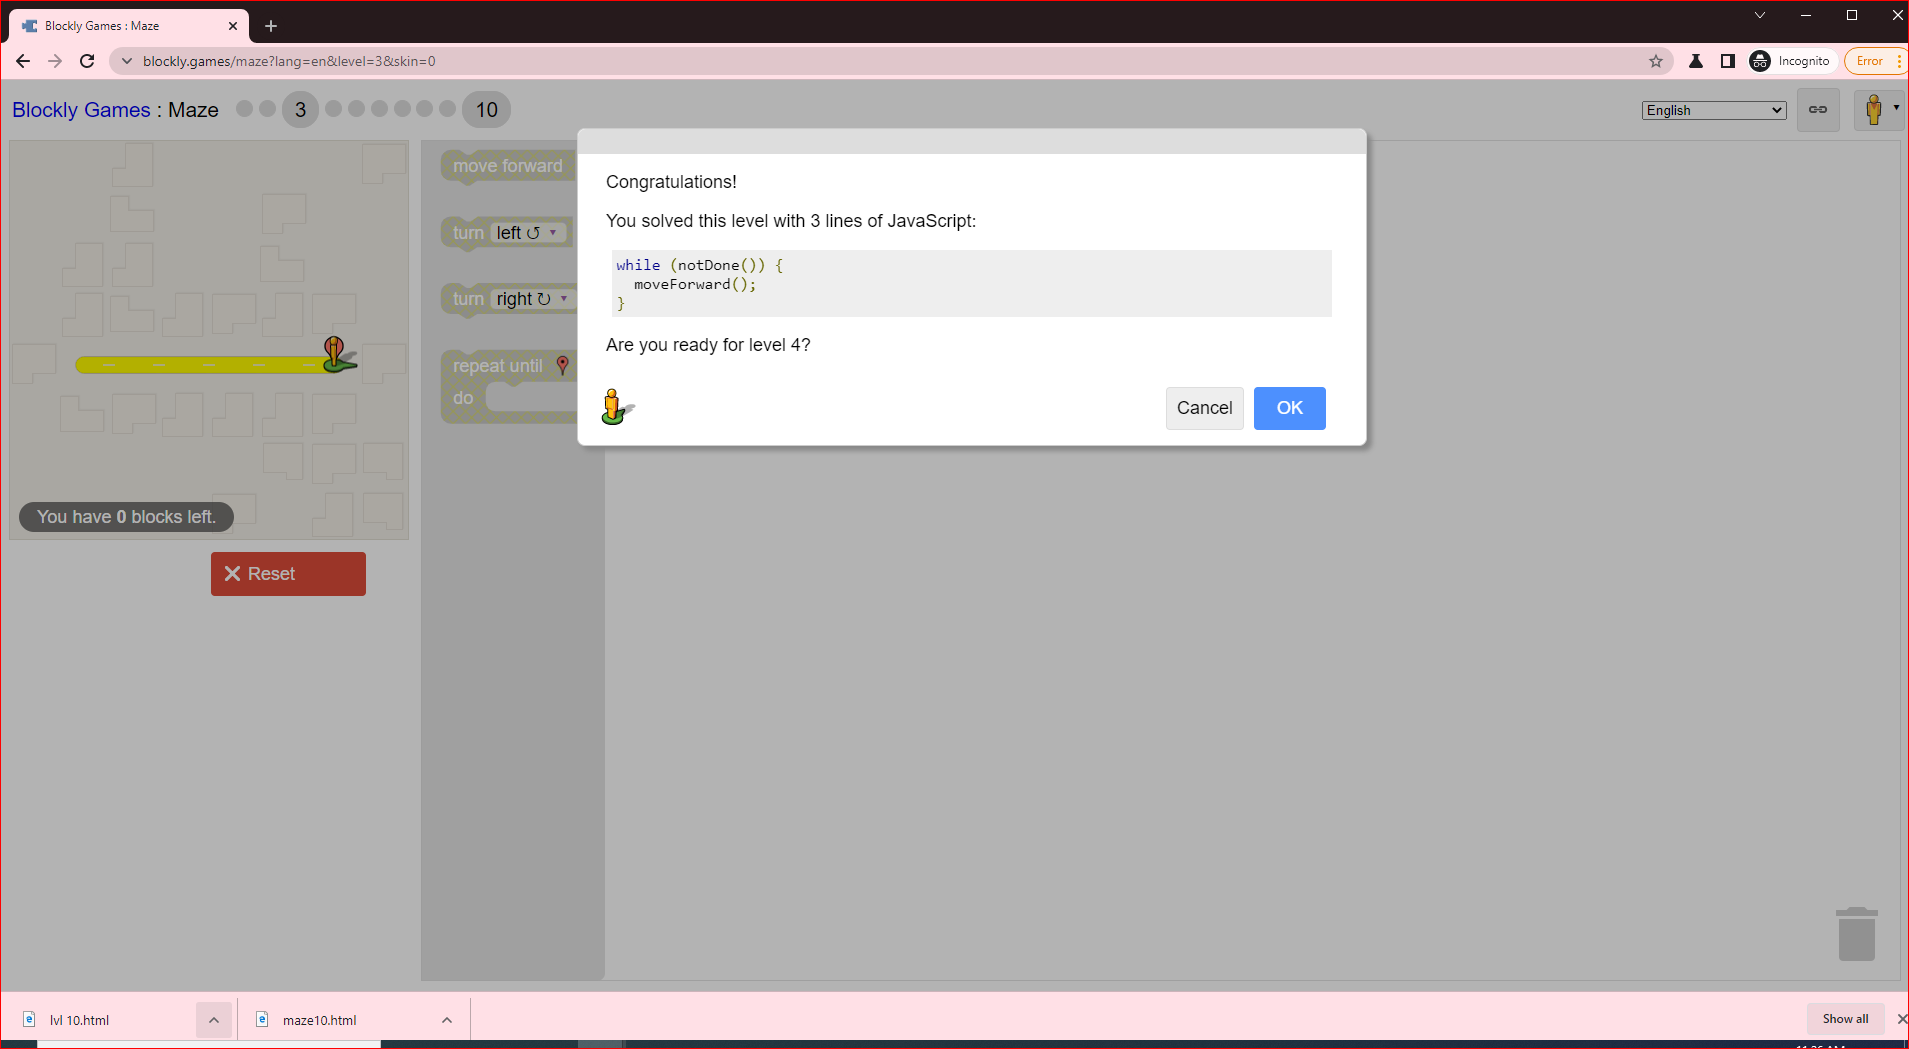 Blockly Games : Maze
blockly.games/maze?lang=en&level=3&skin=0
Incognito
Error
Blockly Games : Maze
3
10
English
move forward
turn left ↺ ▾
turn right ↻ ▾
repeat until
do
Congratulations!
You solved this level with 3 lines of JavaScript:
while (notDone()) {
  moveForward();
}
Are you ready for level 4?
Cancel
OK
You have 0 blocks left.
Reset
lvl 10.html
maze10.html
Show all